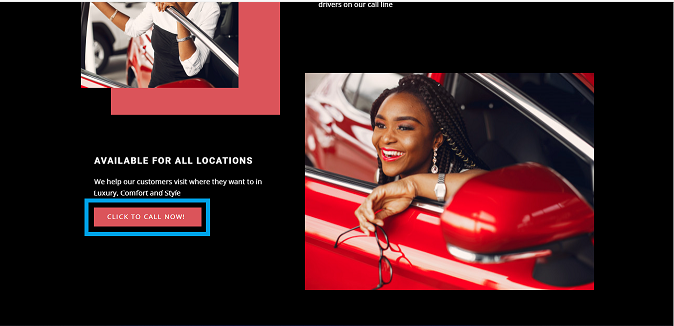 drivers on our call line
AVAILABLE FOR ALL LOCATIONS
We help our customers visit where they want to in
Luxury, Comfort and Style
CLICK TO CALL NOW!